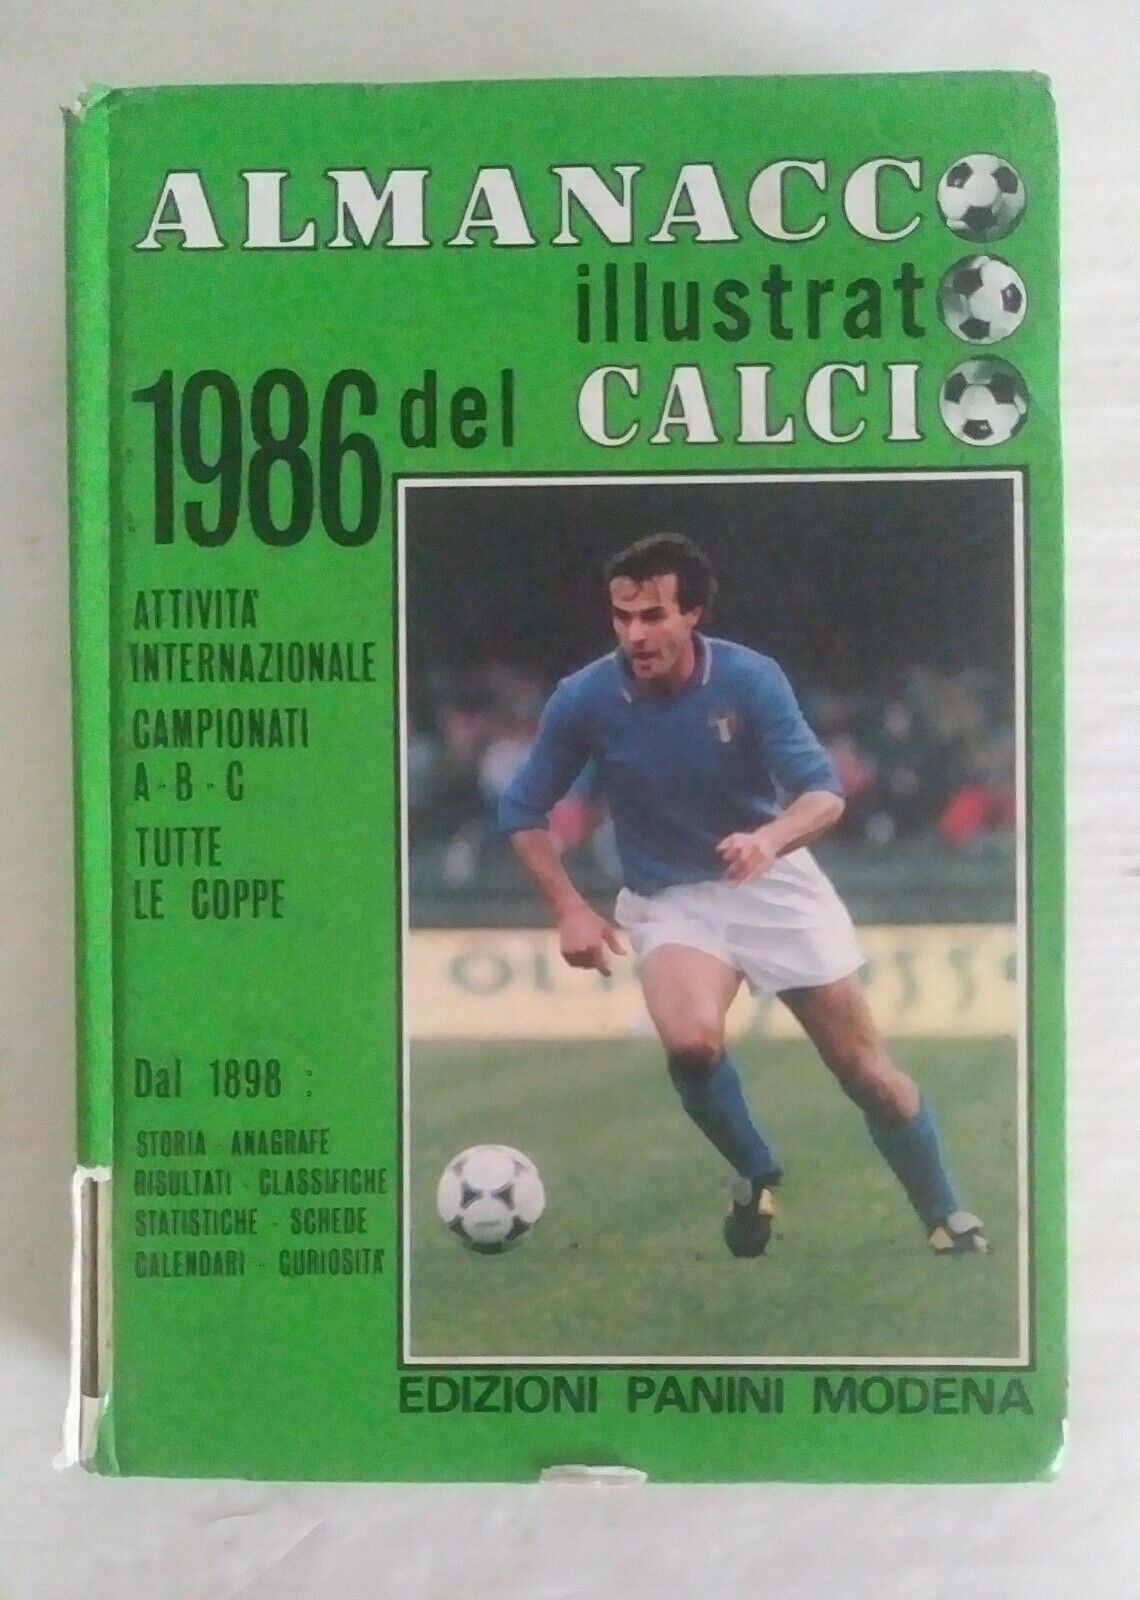 ALMANACCO
illustrato
1986 del CALCIO
ATTIVITA'
INTERNAZIONALE
CAMPIONATI
A - B - C
TUTTE
LE COPPE
Dal 1898 :
STORIA - ANAGRAFE
RISULTATI - CLASSIFICHE
STATISTICHE - SCHEDE
CALENDARI - CURIOSITA'
EDIZIONI PANINI MODENA